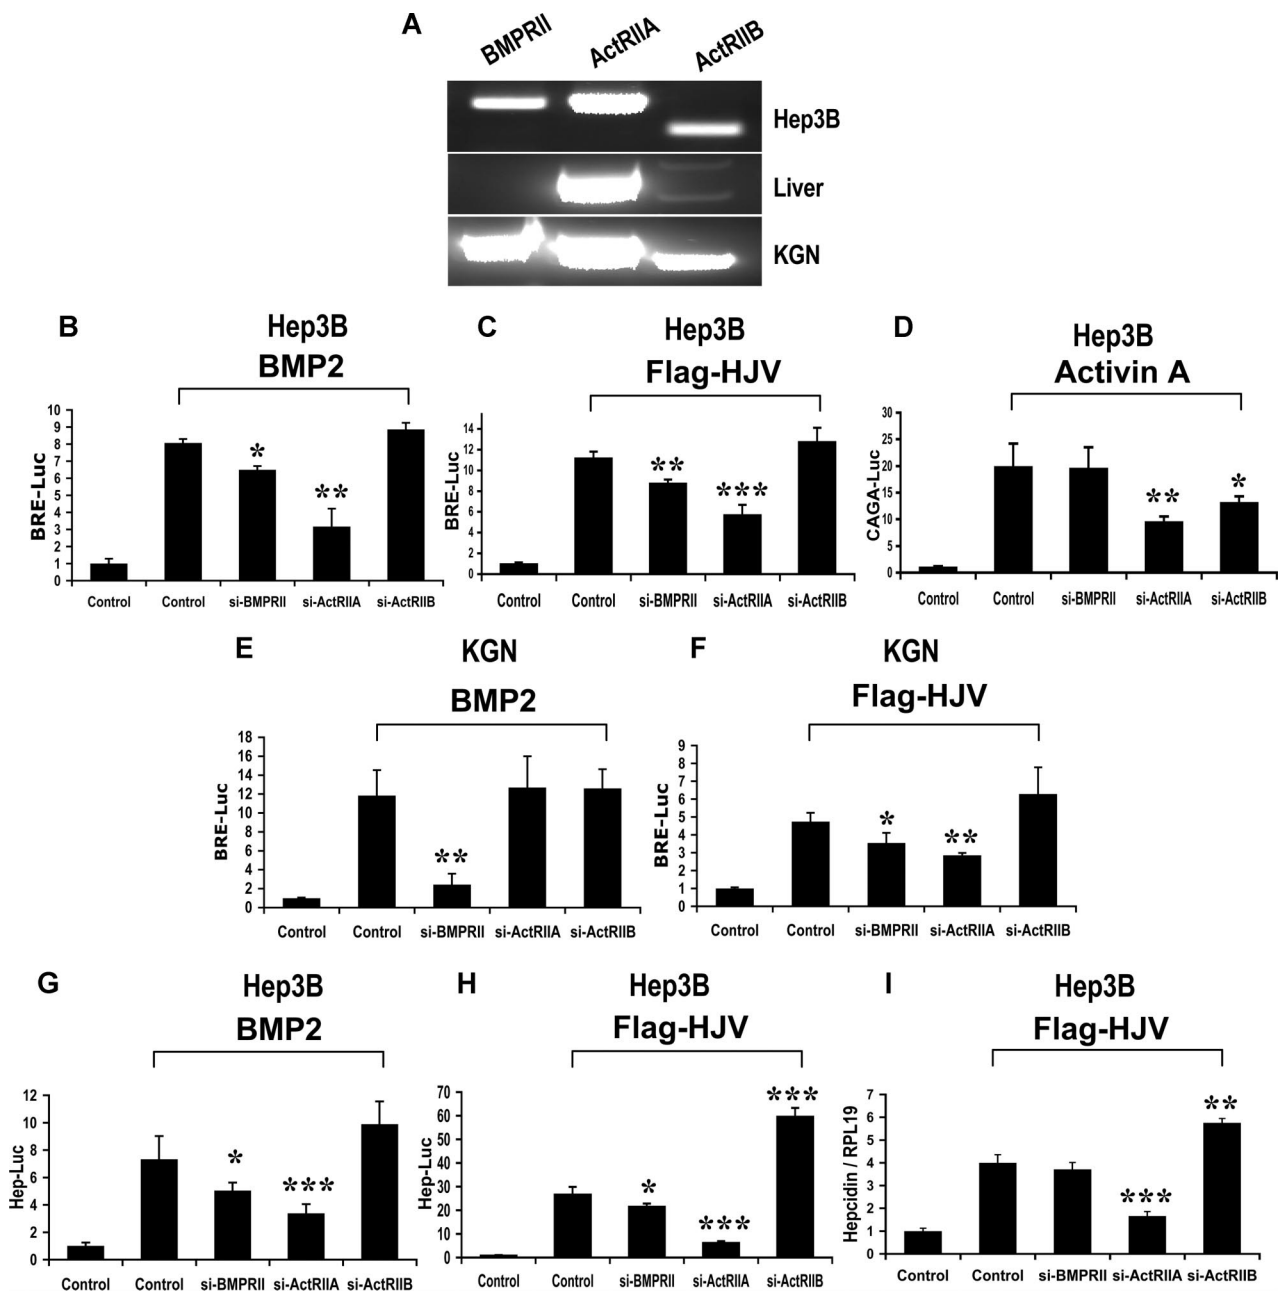 A
BMPRII ActRIIA ActRIIB
Hep3B
Liver
KGN
B
Hep3B
BMP2
BRE-Luc
10
9
8
7
6
5
4
3
2
1
0
*
**
Control Control si-BMPRII si-ActRIIA si-ActRIIB
C
Hep3B
Flag-HJV
BRE-Luc
14
12
10
8
6
4
2
0
**
***
Control Control si-BMPRII si-ActRIIA si-ActRIIB
D
Hep3B
Activin A
CAGA-Luc
30
25
20
15
10
5
0
**
*
Control Control si-BMPRII si-ActRIIA si-ActRIIB
E
KGN
BMP2
BRE-Luc
18
16
14
12
10
8
6
4
2
0
**
Control Control si-BMPRII si-ActRIIA si-ActRIIB
F
KGN
Flag-HJV
BRE-Luc
9
8
7
6
5
4
3
2
1
0
*
**
Control Control si-BMPRII si-ActRIIA si-ActRIIB
G
Hep3B
BMP2
Hep-Luc
12
10
8
6
4
2
0
*
***
Control Control si-BMPRII si-ActRIIA si-ActRIIB
H
Hep3B
Flag-HJV
Hep-Luc
70
60
50
40
30
20
10
0
*
***
***
Control Control si-BMPRII si-ActRIIA si-ActRIIB
I
Hep3B
Flag-HJV
Hepcidin / RPL19
7
6
5
4
3
2
1
0
***
**
Control Control si-BMPRII si-ActRIIA si-ActRIIB